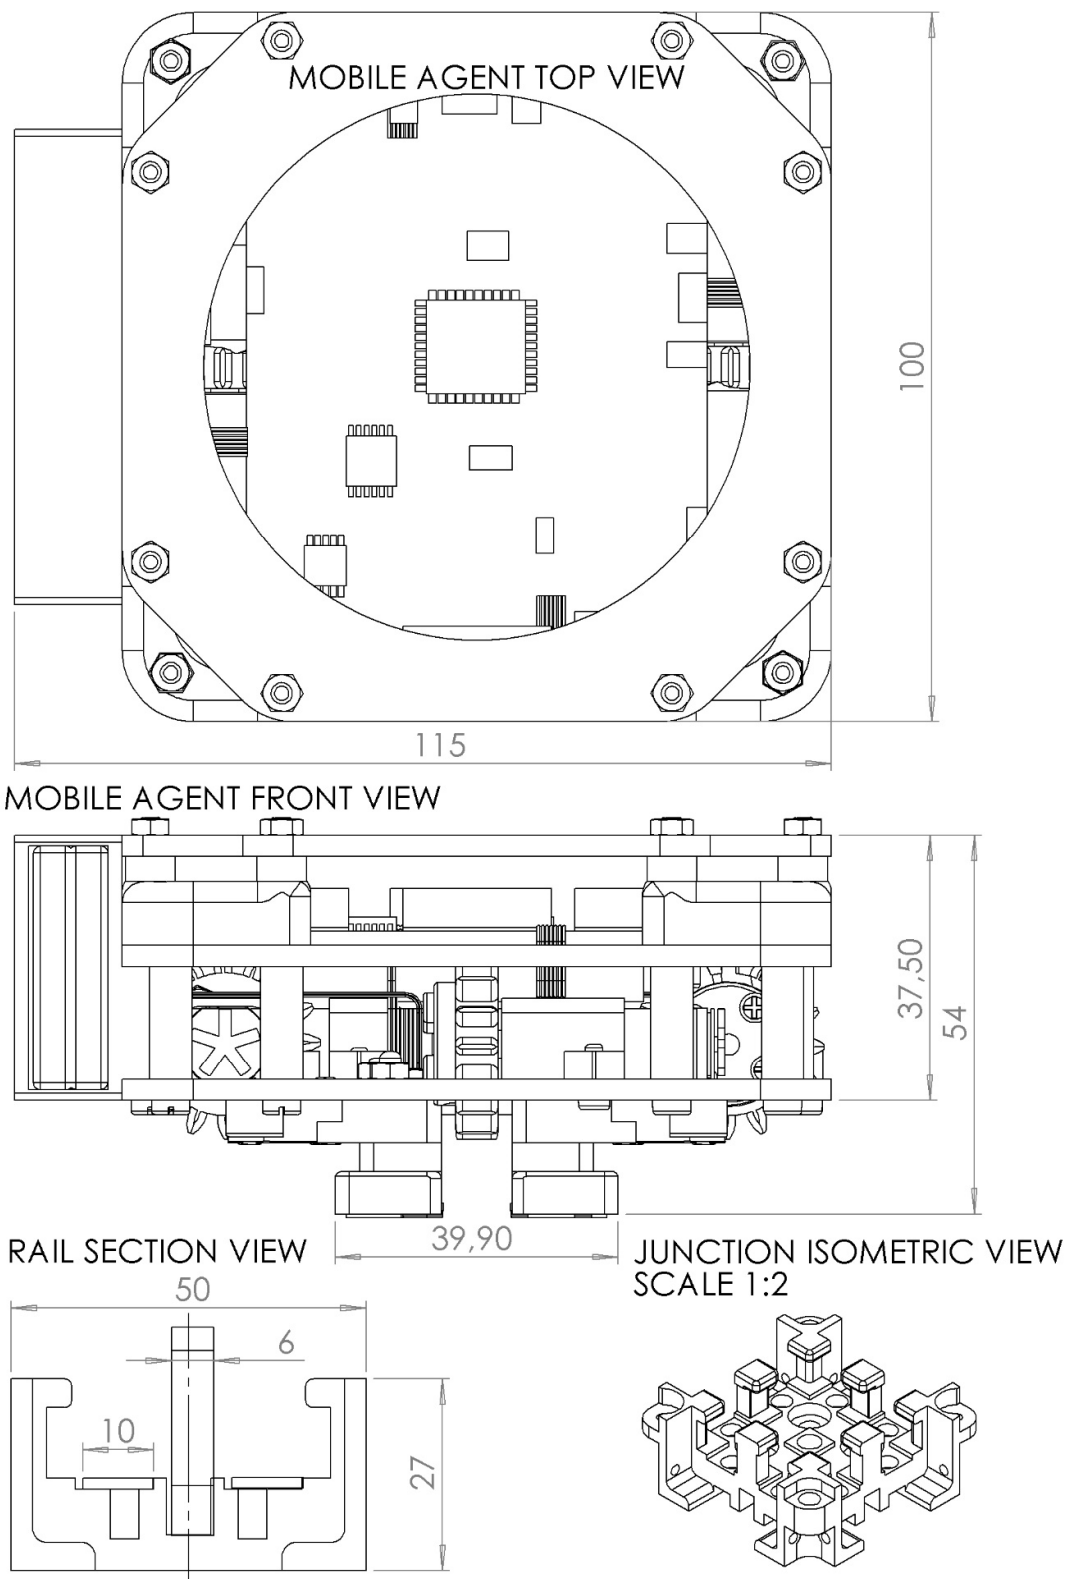 MOBILE AGENT TOP VIEW
100
115
MOBILE AGENT FRONT VIEW
37,50
54
39,90
RAIL SECTION VIEW
JUNCTION ISOMETRIC VIEW
SCALE 1:2
50
6
10
27